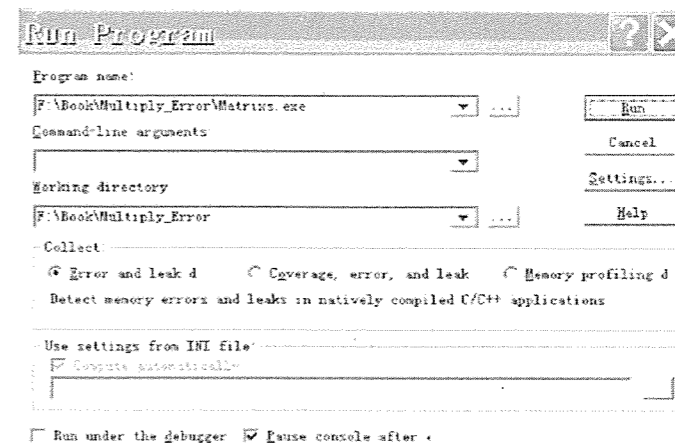 Run Program
Program name:
F:\Book\Multiply_Error\Matrixs.exe
...
Run
Command-line arguments:
Cancel
Working directory
Settings...
F:\Book\Multiply_Error
...
Help
Collect:
Error and leak d
Coverage, error, and leak
Memory profiling d
Detect memory errors and leaks in natively compiled C/C++ applications
Use settings from INI file:
Compute automatically
Run under the debugger
Pause console after